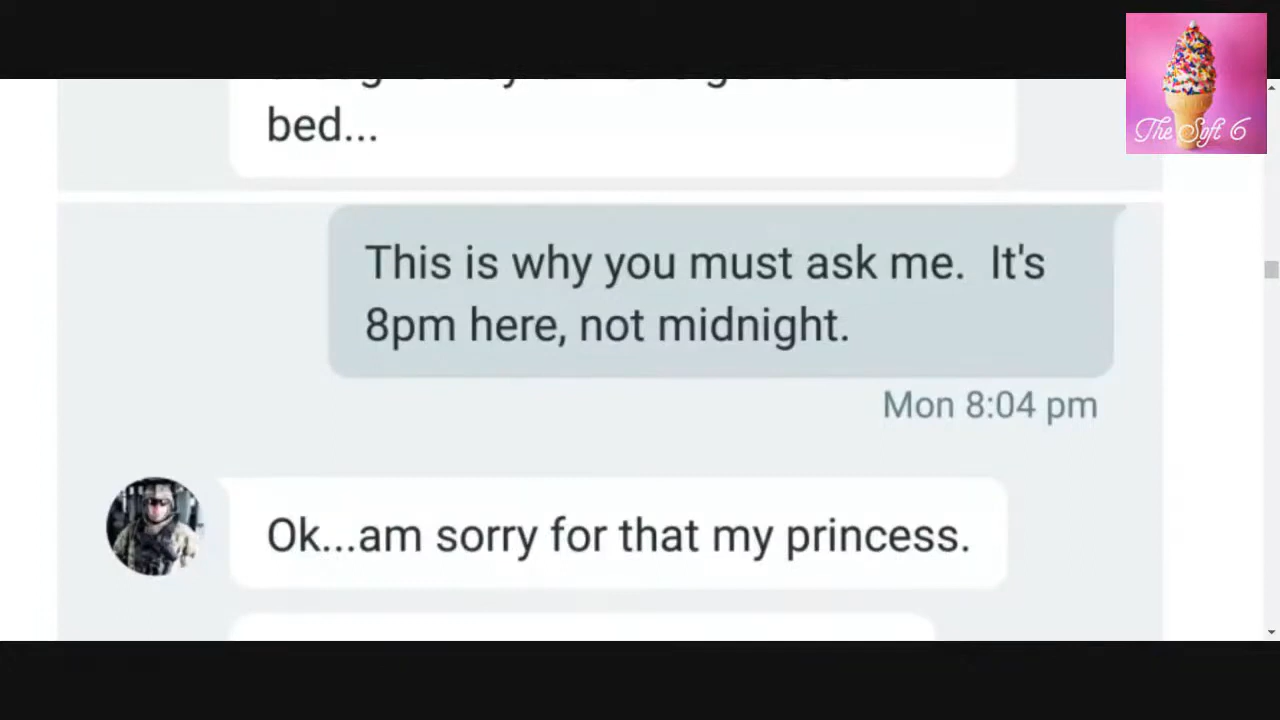 The Soft 6
bed...
This is why you must ask me.  It's
8pm here, not midnight.
Mon 8:04 pm
Ok...am sorry for that my princess.